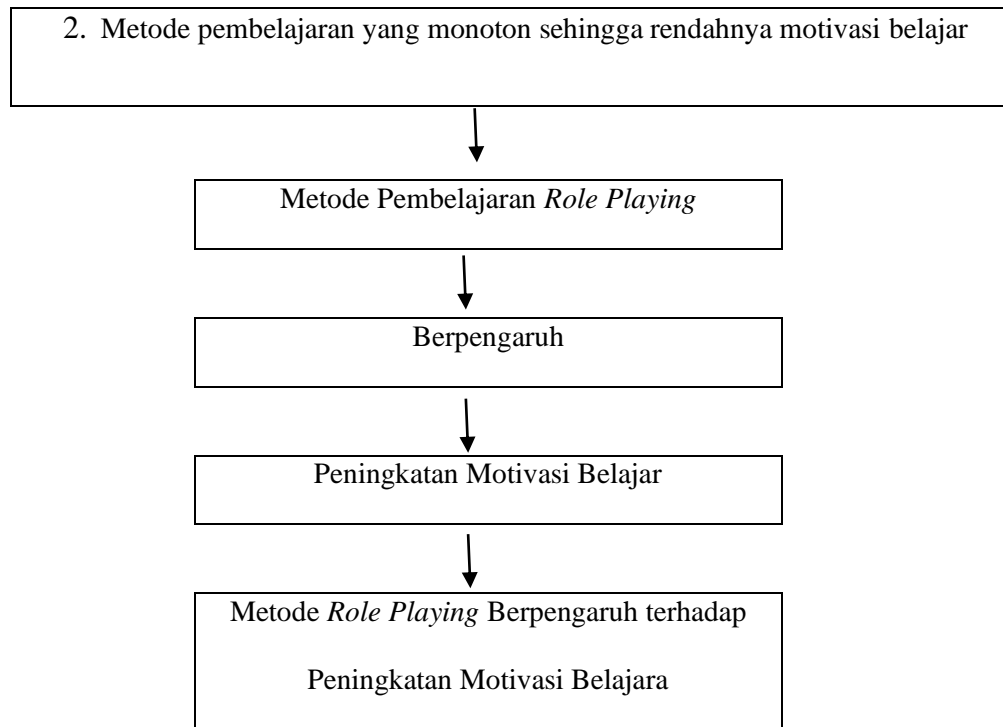 2. Metode pembelajaran yang monoton sehingga rendahnya motivasi belajar
Metode Pembelajaran Role Playing
Berpengaruh
Peningkatan Motivasi Belajar
Metode Role Playing Berpengaruh terhadap
Peningkatan Motivasi Belajara